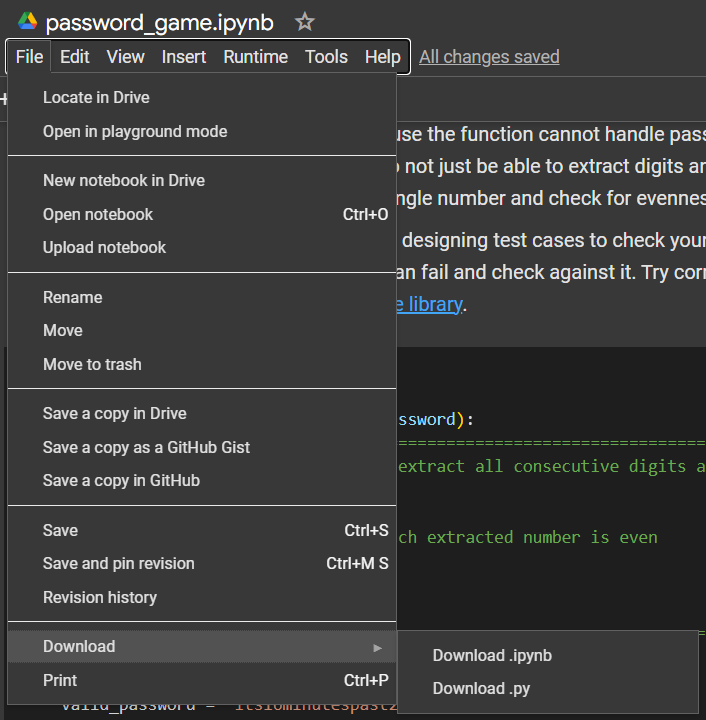 password_game.ipynb
File Edit View Insert Runtime Tools Help All changes saved
Locate in Drive
Open in playground mode
use the function cannot handle pass
not just be able to extract digits an
New notebook in Drive
ngle number and check for evennes
Open notebook Ctrl+O
designing test cases to check your
Upload notebook
an fail and check against it. Try corr
Rename
e library.
Move
Move to trash
Save a copy in Drive
ssword):
Save a copy as a GitHub Gist
extract all consecutive digits a
Save a copy in GitHub
Save Ctrl+S
ch extracted number is even
Save and pin revision Ctrl+M S
Revision history
Download
Download .ipynb
Print Ctrl+P
Download .py
valid_password =